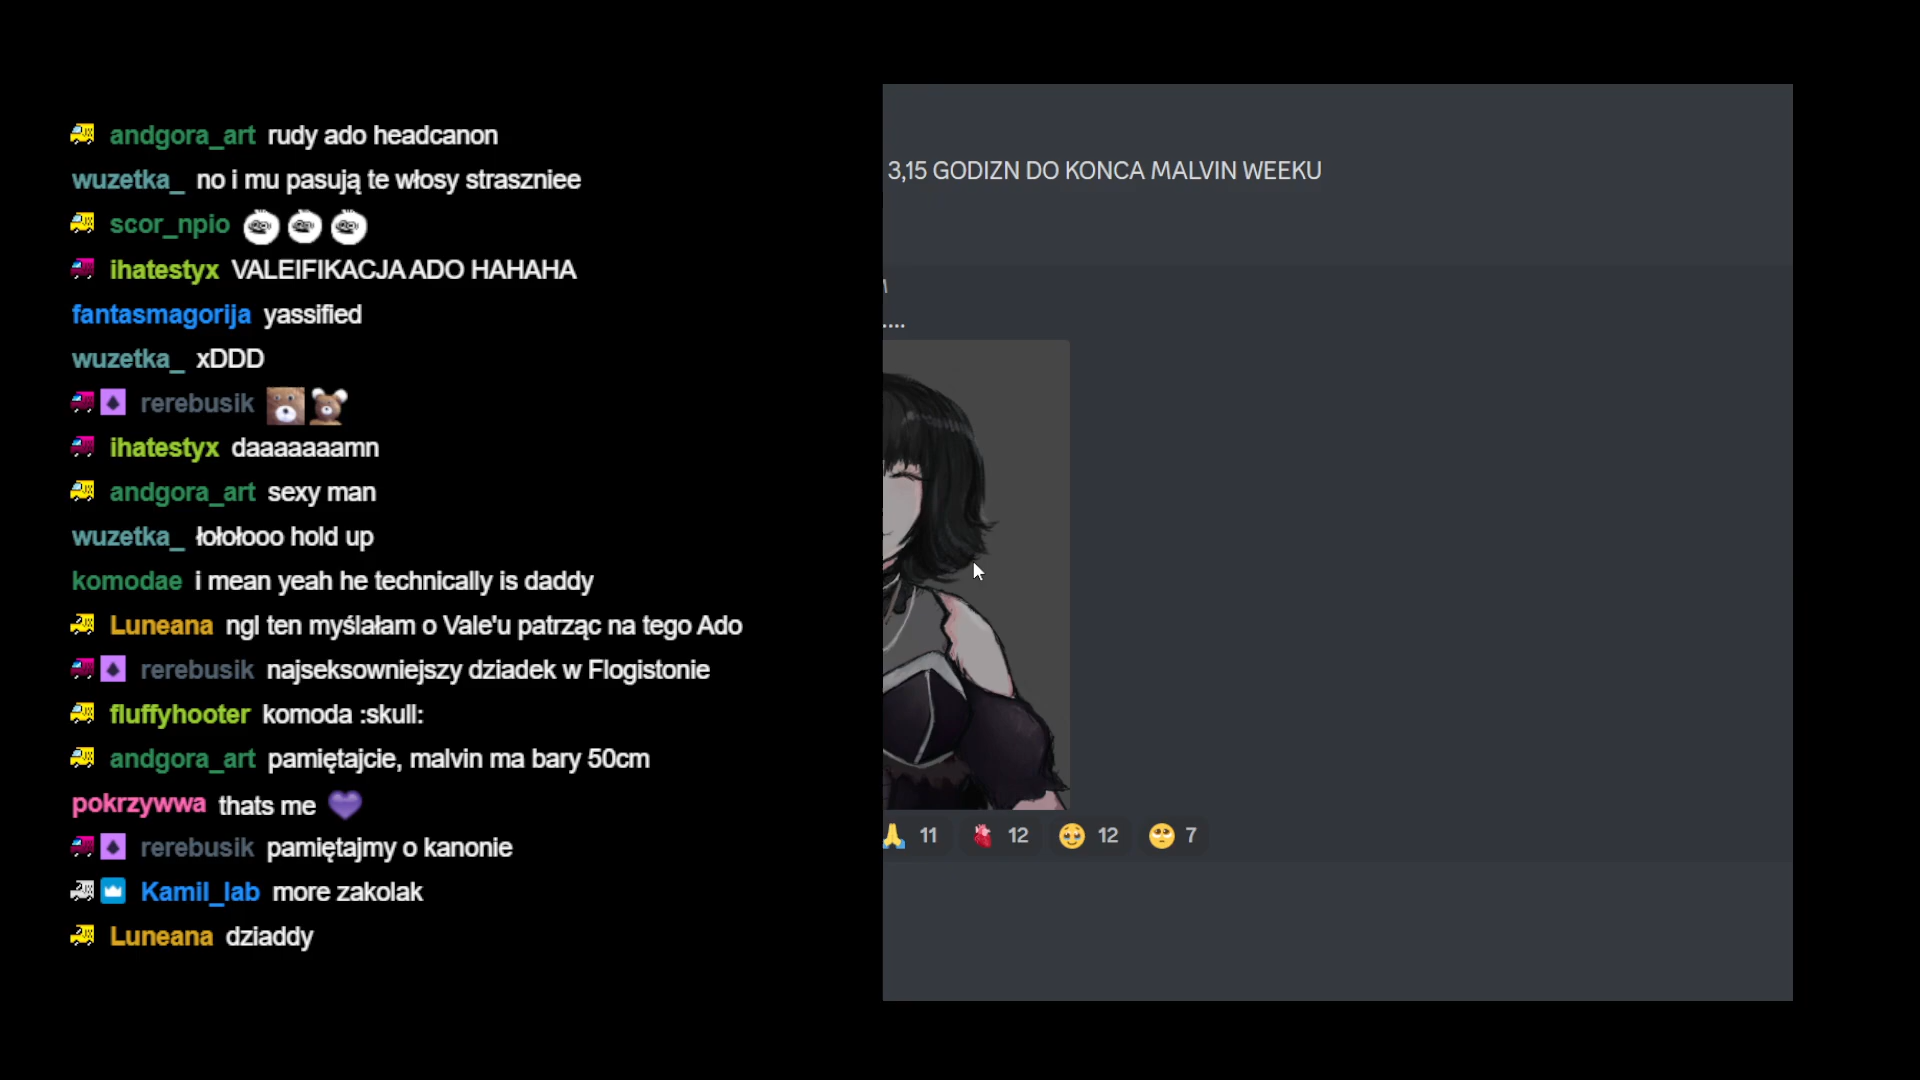 andgora_art rudy ado headcanon
wuzetka_ no i mu pasują te włosy straszniee
scor_npio
ihatestyx VALEIFIKACJA ADO HAHAHA
fantasmagorija yassified
wuzetka_ xDDD
rerebusik
ihatestyx daaaaaaamn
andgora_art sexy man
wuzetka_ łołołooo hold up
komodae i mean yeah he technically is daddy
Luneana ngl ten myślałam o Vale'u patrząc na tego Ado
rerebusik najseksowniejszy dziadek w Flogistonie
fluffyhooter komoda :skull:
andgora_art pamiętajcie, malvin ma bary 50cm
pokrzywwa thats me
rerebusik pamiętajmy o kanonie
Kamil_lab more zakolak
Luneana dziaddy
3,15 GODIZN DO KONCA MALVIN WEEKU
....
11 12 12 7